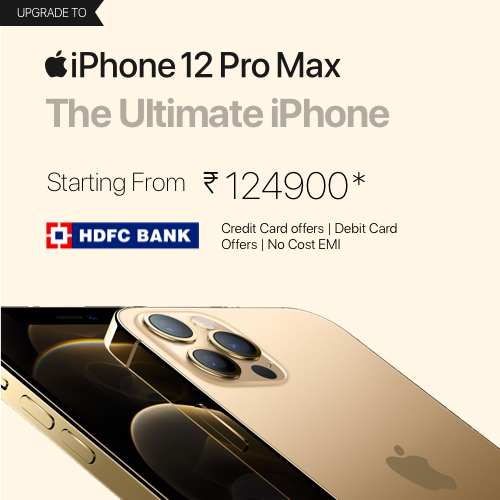 UPGRADE TO
iPhone 12 Pro Max
The Ultimate iPhone
Starting From ₹ 124900*
HDFC BANK
Credit Card offers | Debit Card
Offers | No Cost EMI